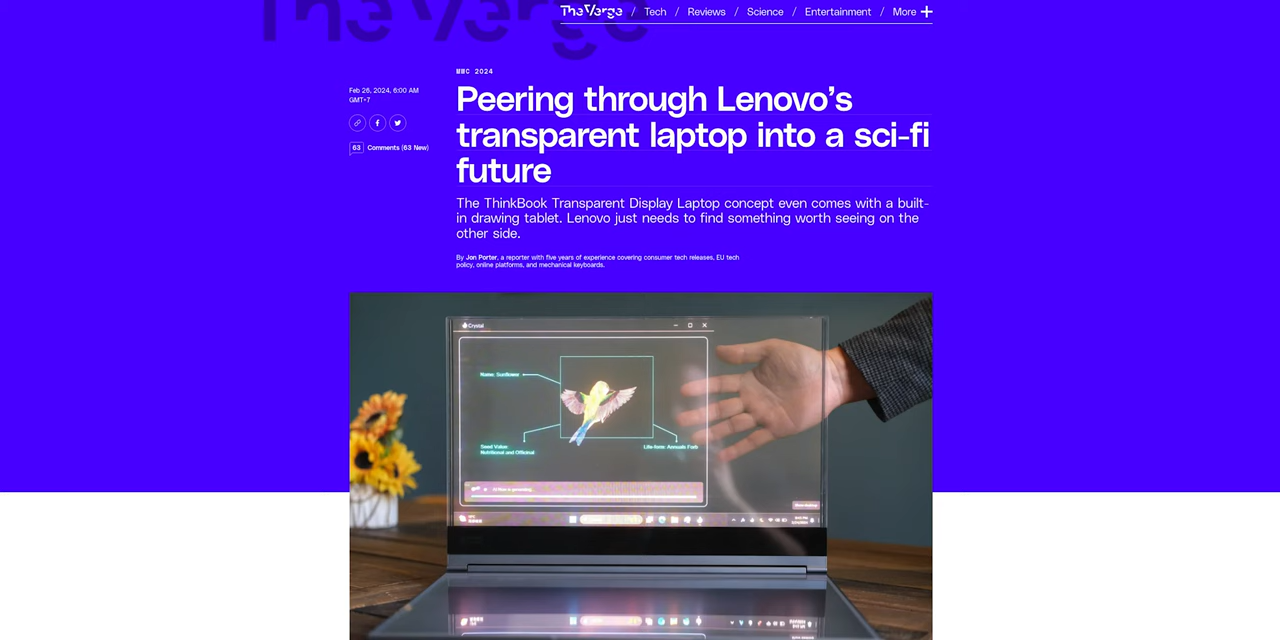 The Verge
The Verge / Tech / Reviews / Science / Entertainment / More +
MWC 2024
Feb 26, 2024, 6:00 AM
GMT+7
63 Comments (63 New)
Peering through Lenovo’s
transparent laptop into a sci-fi
future
The ThinkBook Transparent Display Laptop concept even comes with a built-
in drawing tablet. Lenovo just needs to find something worth seeing on the
other side.
By Jon Porter, a reporter with five years of experience covering consumer tech releases, EU tech
policy, online platforms, and mechanical keyboards.
Crystal
Name: Sunflower
Seed Value:
Nutritional and Officinal
Life-form: Annuals Forb